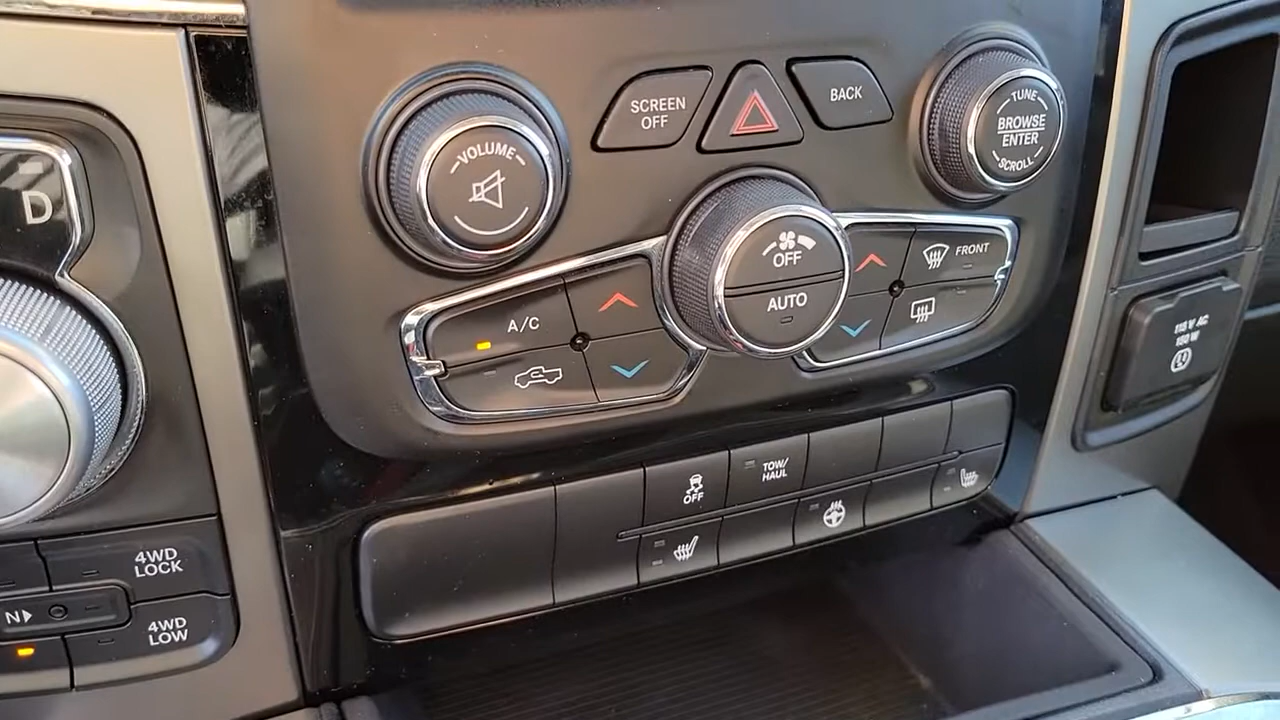 SCREEN
OFF
BACK
VOLUME
TUNE
BROWSE
ENTER
SCROLL
D
OFF
AUTO
A/C
FRONT
115V AC
150 W
OFF
TOW/
HAUL
4WD
LOCK
N
4WD
LOW